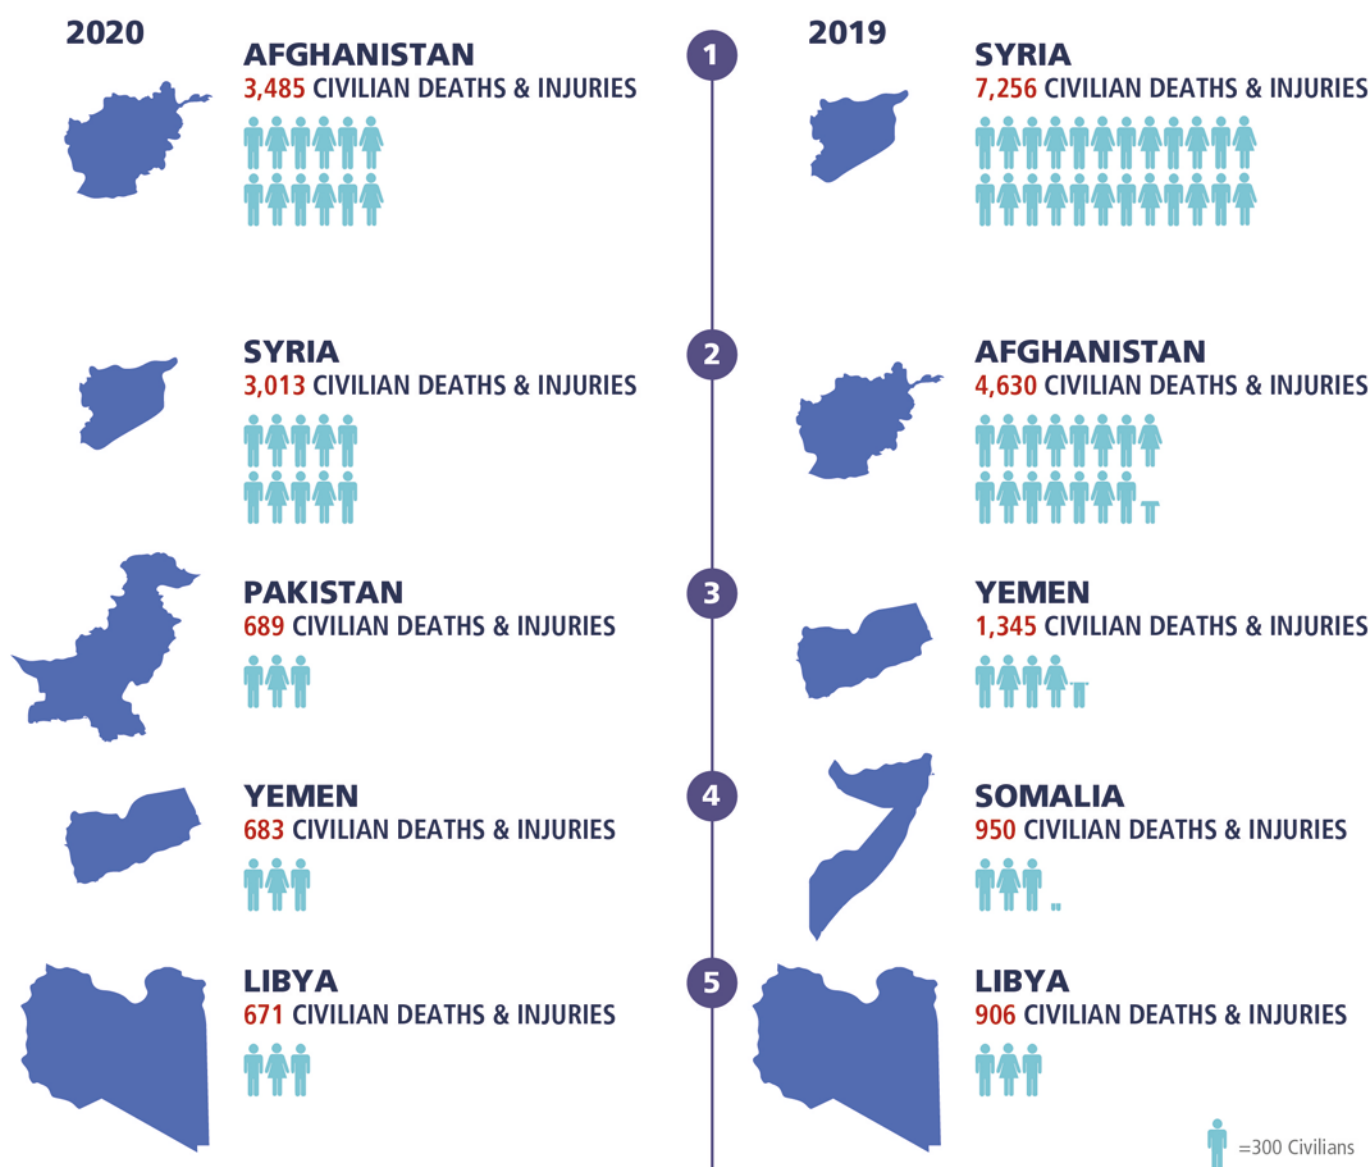 2020
AFGHANISTAN
3,485 CIVILIAN DEATHS & INJURIES
SYRIA
3,013 CIVILIAN DEATHS & INJURIES
PAKISTAN
689 CIVILIAN DEATHS & INJURIES
YEMEN
683 CIVILIAN DEATHS & INJURIES
LIBYA
671 CIVILIAN DEATHS & INJURIES
1
2
3
4
5
2019
SYRIA
7,256 CIVILIAN DEATHS & INJURIES
AFGHANISTAN
4,630 CIVILIAN DEATHS & INJURIES
YEMEN
1,345 CIVILIAN DEATHS & INJURIES
SOMALIA
950 CIVILIAN DEATHS & INJURIES
LIBYA
906 CIVILIAN DEATHS & INJURIES
=300 Civilians